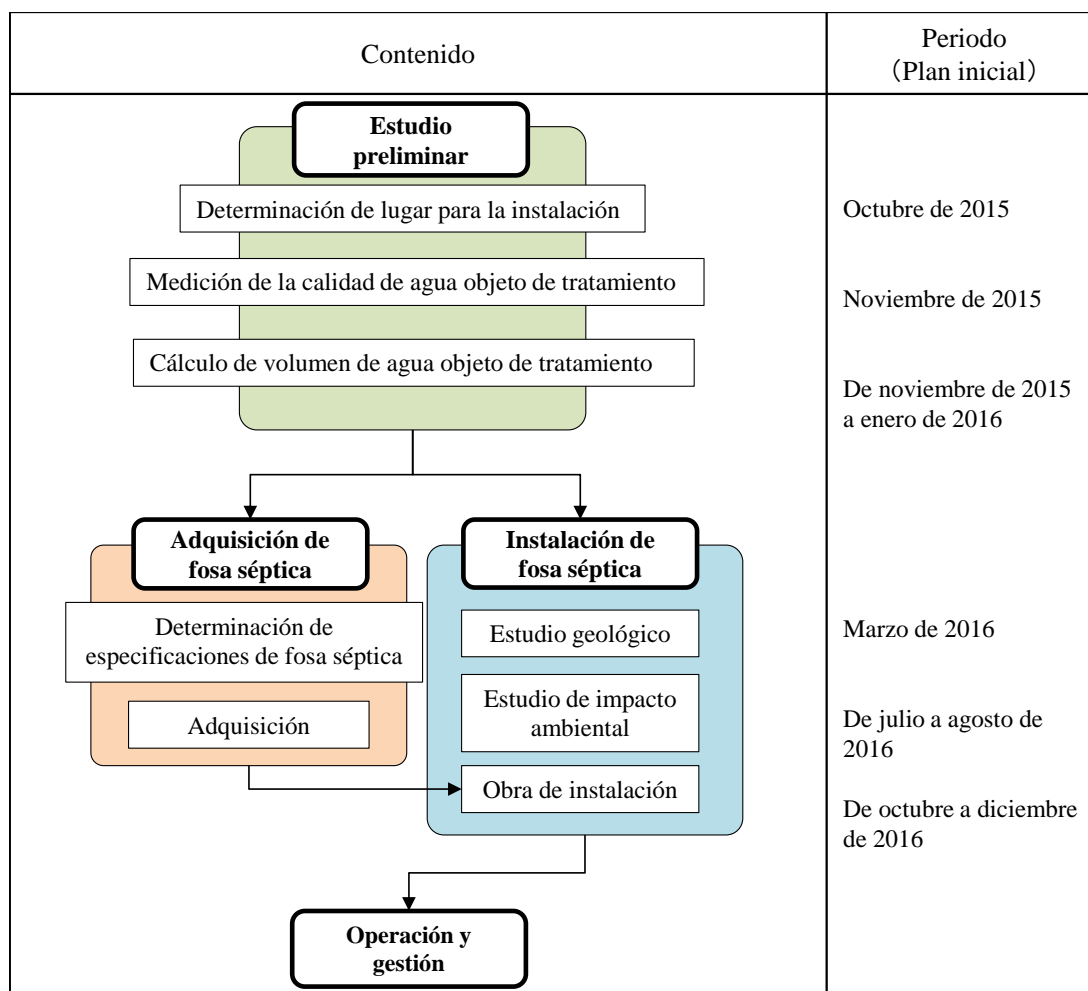 Contenido
Periodo
（Plan inicial）
Estudio
preliminar
Determinación de lugar para la instalación
Octubre de 2015
Medición de la calidad de agua objeto de tratamiento
Noviembre de 2015
Cálculo de volumen de agua objeto de tratamiento
De noviembre de 2015
a enero de 2016
Adquisición de
fosa séptica
Determinación de
especificaciones de fosa séptica
Adquisición
Instalación de
fosa séptica
Estudio geológico
Estudio de impacto
ambiental
Obra de instalación
Marzo de 2016
De julio a agosto de
2016
De octubre a diciembre
de 2016
Operación y
gestión